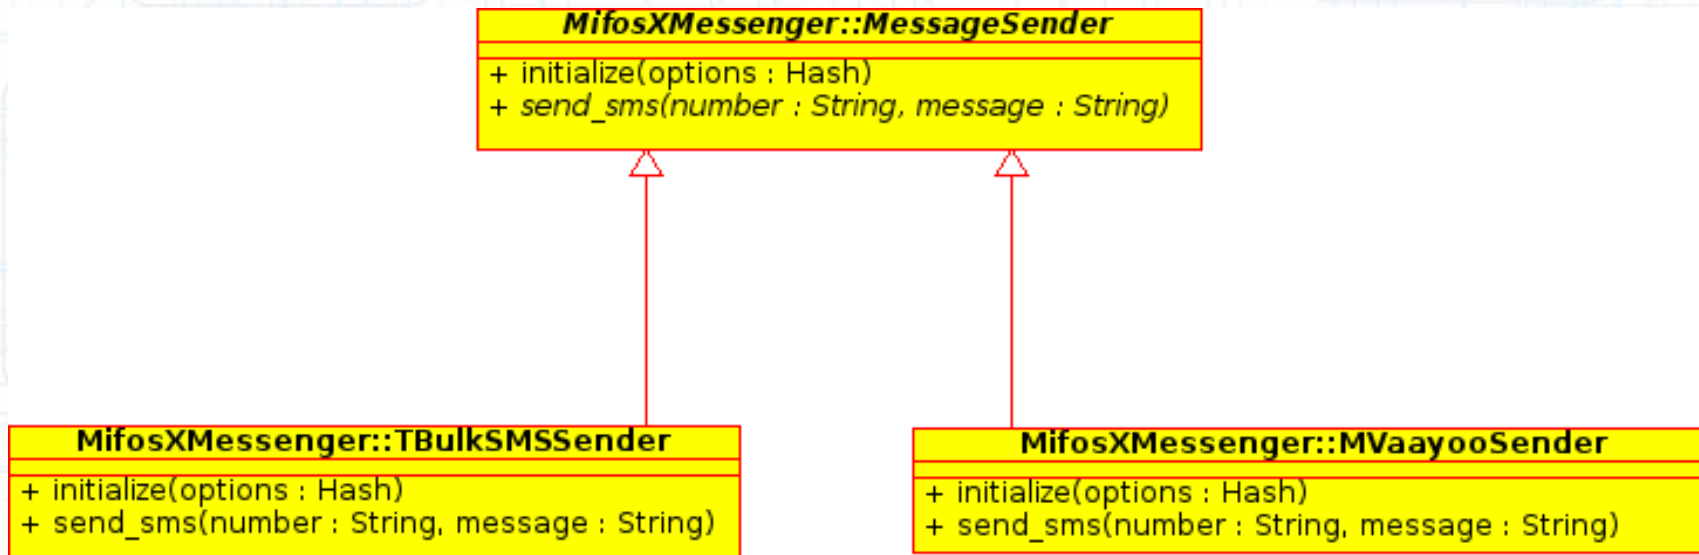 MifosXMessenger::MessageSender
+ initialize(options : Hash)
+ send_sms(number : String, message : String)
MifosXMessenger::TBulkSMSSender
+ initialize(options : Hash)
+ send_sms(number : String, message : String)
MifosXMessenger::MVaayooSender
+ initialize(options : Hash)
+ send_sms(number : String, message : String)